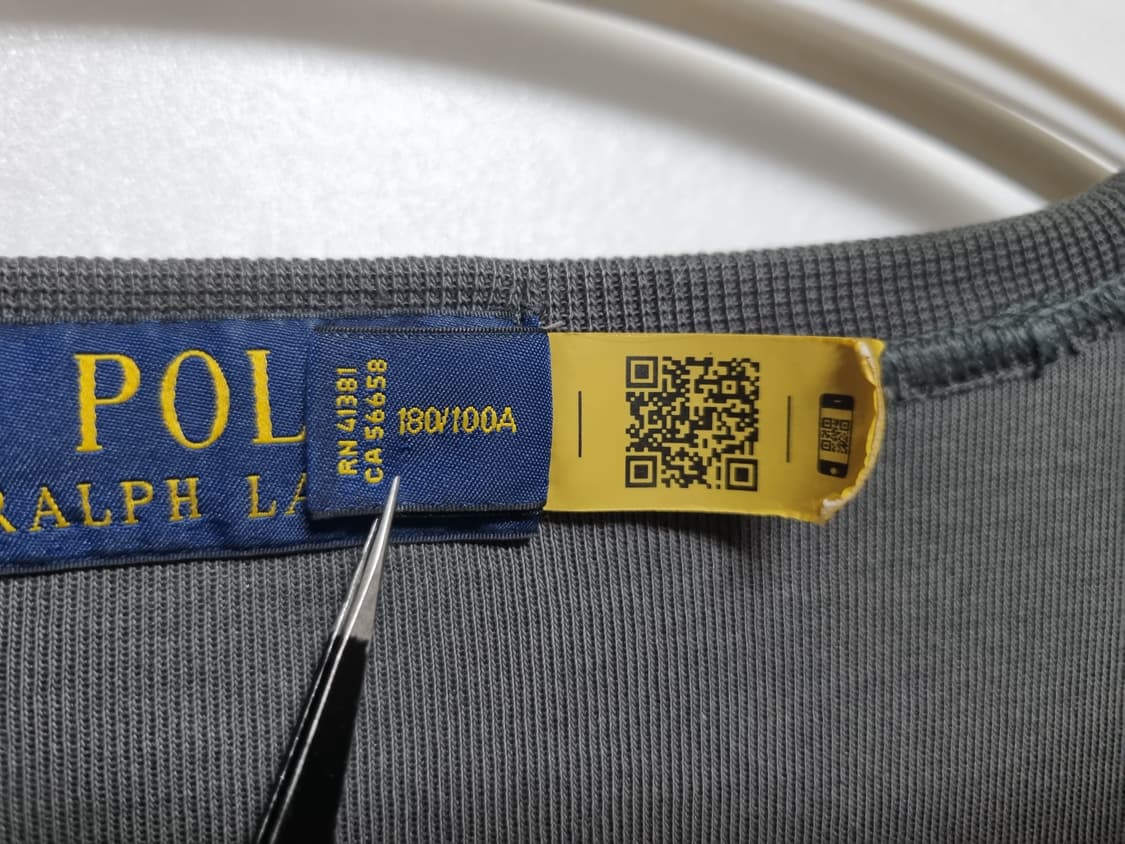 POL
RALPH LA
RN 41381
CA 56658
180/100A